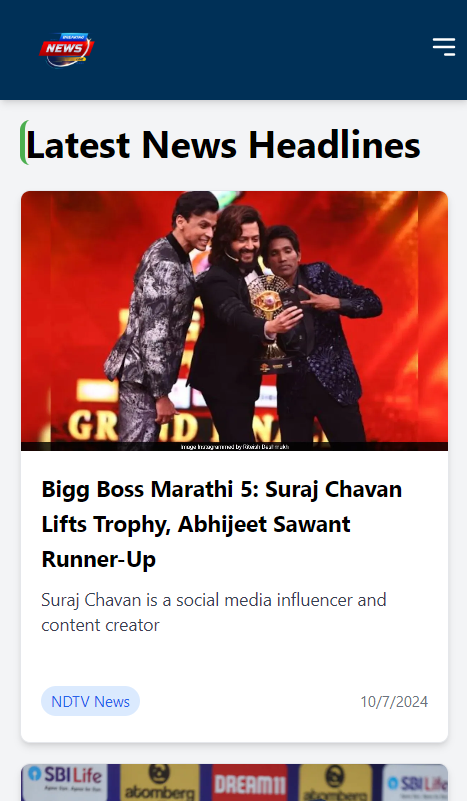 BREAKING
NEWS
Latest News Headlines
GRAND FINAL
Image Instagrammed by Riteish Deshmukh
Bigg Boss Marathi 5: Suraj Chavan
Lifts Trophy, Abhijeet Sawant
Runner-Up
Suraj Chavan is a social media influencer and
content creator
NDTV News
10/7/2024
SBI Life
atomberg
DREAM11
atomberg
SBI Life